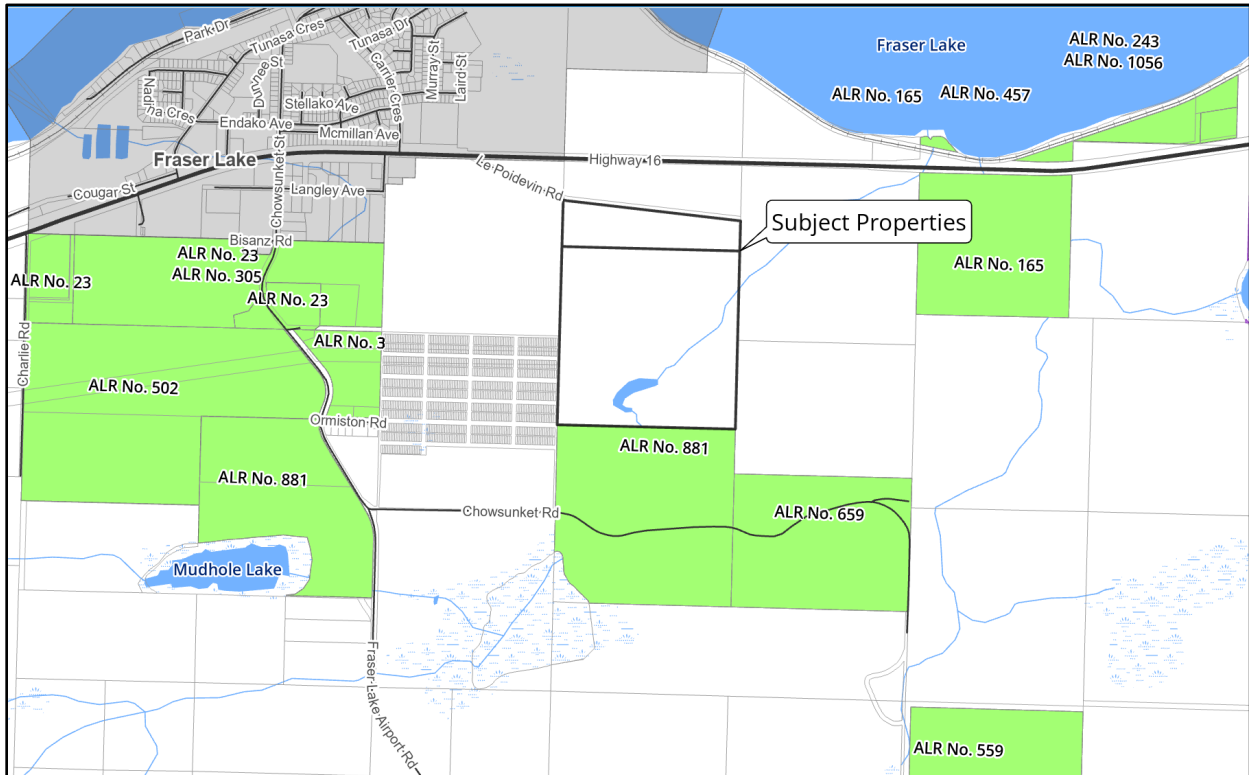 Park Dr
Tunasa Cres
Tunasa Dr
Dunnee St
Nadina Cres
Stellako Ave
Carrier Cres
Murray St
Laird St
Endako Ave
Mcmillan Ave
Fraser Lake
Chowsunket St
Langley Ave
Cougar St
Bisanz Rd
Highway 16
Le Poidevin Rd
Fraser Lake
ALR No. 243
ALR No. 1056
ALR No. 165
ALR No. 457
Subject Properties
ALR No. 23
ALR No. 305
ALR No. 23
ALR No. 23
ALR No. 165
Charlie Rd
ALR No. 3
ALR No. 502
Ormiston Rd
ALR No. 881
ALR No. 881
ALR No. 659
Chowsunket Rd
Mudhole Lake
Fraser Lake Airport Rd
ALR No. 559